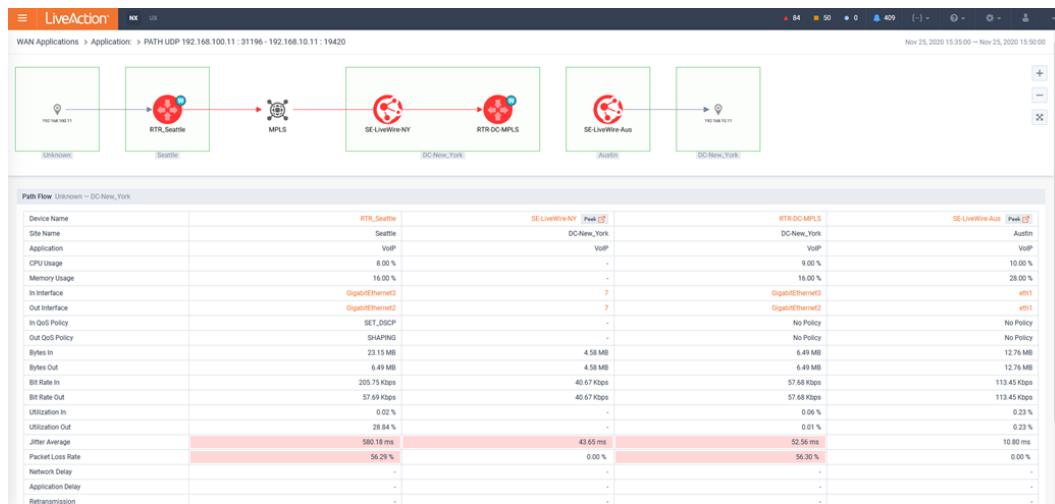 LiveAction NX UX 84 50 0 409
WAN Applications > Application: > PATH UDP 192.168.100.11 : 31196 - 192.168.10.11 : 19420 Nov 25, 2020 15:35:00 — Nov 25, 2020 15:50:00
192.168.100.11 RTR_Seattle MPLS SE-LiveWire-NY RTR-DC-MPLS SE-LiveWire-Aus 192.168.10.11
Unknown Seattle DC-New_York Austin DC-New_York
Path Flow Unknown — DC-New_York
Device Name RTR_Seattle SE-LiveWire-NY Peek RTR-DC-MPLS SE-LiveWire-Aus Peek
Site Name Seattle DC-New_York DC-New_York Austin
Application VoIP VoIP VoIP VoIP
CPU Usage 8.00 % - 9.00 % 10.00 %
Memory Usage 16.00 % - 16.00 % 28.00 %
In Interface GigabitEthernet3 7 GigabitEthernet3 eth1
Out Interface GigabitEthernet2 7 GigabitEthernet2 eth1
In QoS Policy SET_DSCP - No Policy No Policy
Out QoS Policy SHAPING - No Policy No Policy
Bytes In 23.15 MB 4.58 MB 6.49 MB 12.76 MB
Bytes Out 6.49 MB 4.58 MB 6.49 MB 12.76 MB
Bit Rate In 205.75 Kbps 40.67 Kbps 57.68 Kbps 113.45 Kbps
Bit Rate Out 57.69 Kbps 40.67 Kbps 57.68 Kbps 113.45 Kbps
Utilization In 0.02 % - 0.06 % 0.23 %
Utilization Out 28.84 % - 0.01 % 0.23 %
Jitter Average 580.18 ms 43.65 ms 52.56 ms 10.80 ms
Packet Loss Rate 56.29 % 0.00 % 56.30 % 0.00 %
Network Delay - - - -
Application Delay - - - -
Retransmission - - - -